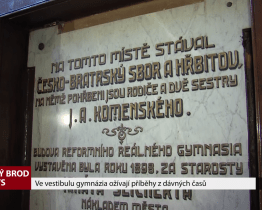 NA TOMTO MÍSTĚ STÁVAL
ČESKO-BRATRSKÝ SBOR A HŘBITOV,
NA NĚMŽ POHŘBENI JSOU RODIČE A DVĚ SESTRY
J. A. KOMENSKÉHO.
BUDOVA REFORMNÍHO REÁLNÉHO GYMNASIA
VYSTAVĚNA BYLA ROKU 1898, ZA STAROSTY
NÁKLADEM MĚSTA
Ý BROD
TS
Ve vestibulu gymnázia ožívají příběhy z dávných časů